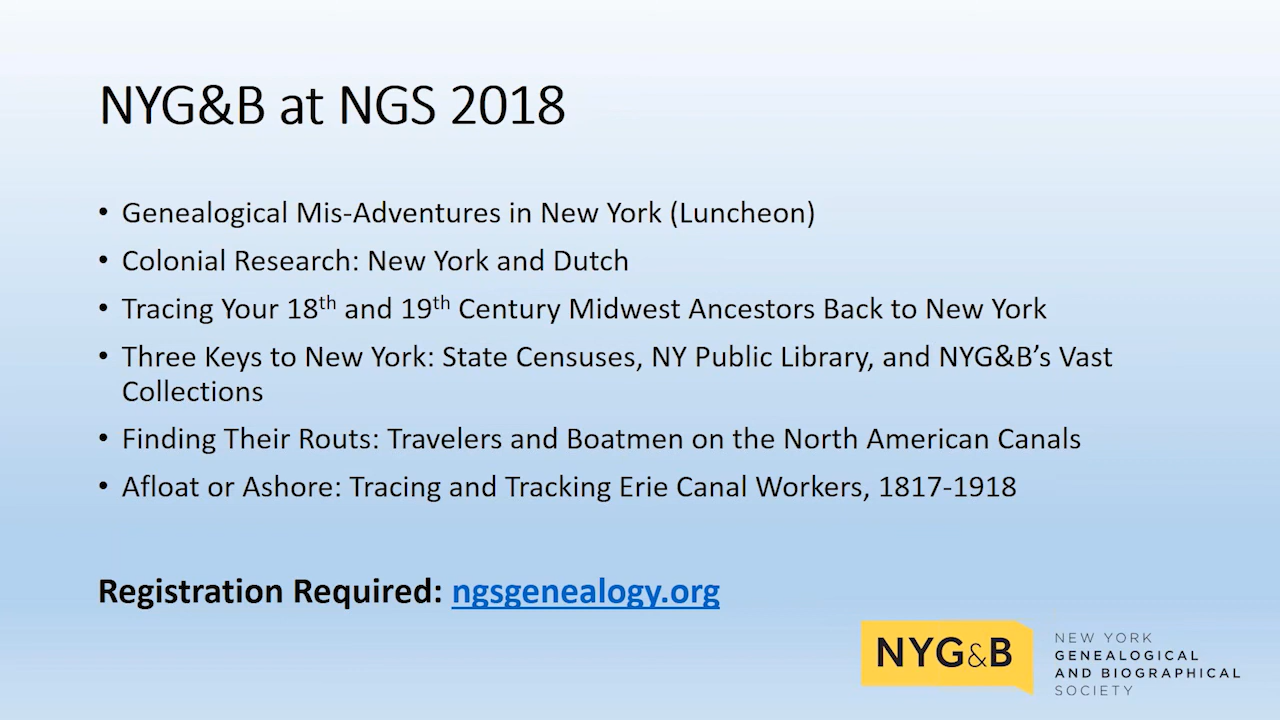 NYG&B at NGS 2018
• Genealogical Mis-Adventures in New York (Luncheon)
• Colonial Research: New York and Dutch
• Tracing Your 18th and 19th Century Midwest Ancestors Back to New York
• Three Keys to New York: State Censuses, NY Public Library, and NYG&B’s Vast
Collections
• Finding Their Routs: Travelers and Boatmen on the North American Canals
• Afloat or Ashore: Tracing and Tracking Erie Canal Workers, 1817-1918
Registration Required: ngsgenealogy.org
NYG&B
NEW YORK
GENEALOGICAL
AND BIOGRAPHICAL
SOCIETY